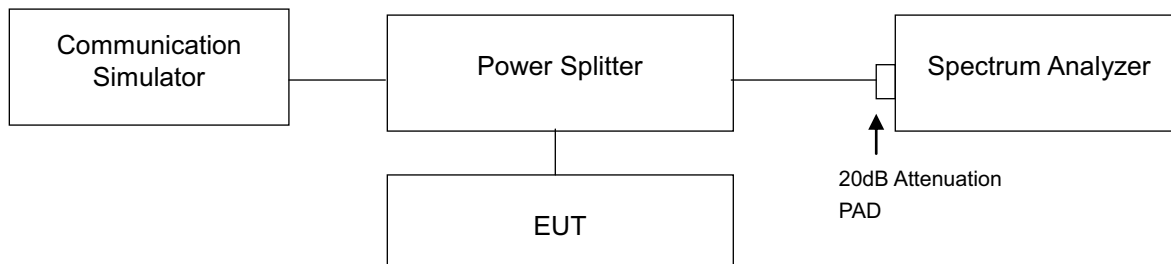 Communication
Simulator
Power Splitter
Spectrum Analyzer
20dB Attenuation
PAD
EUT